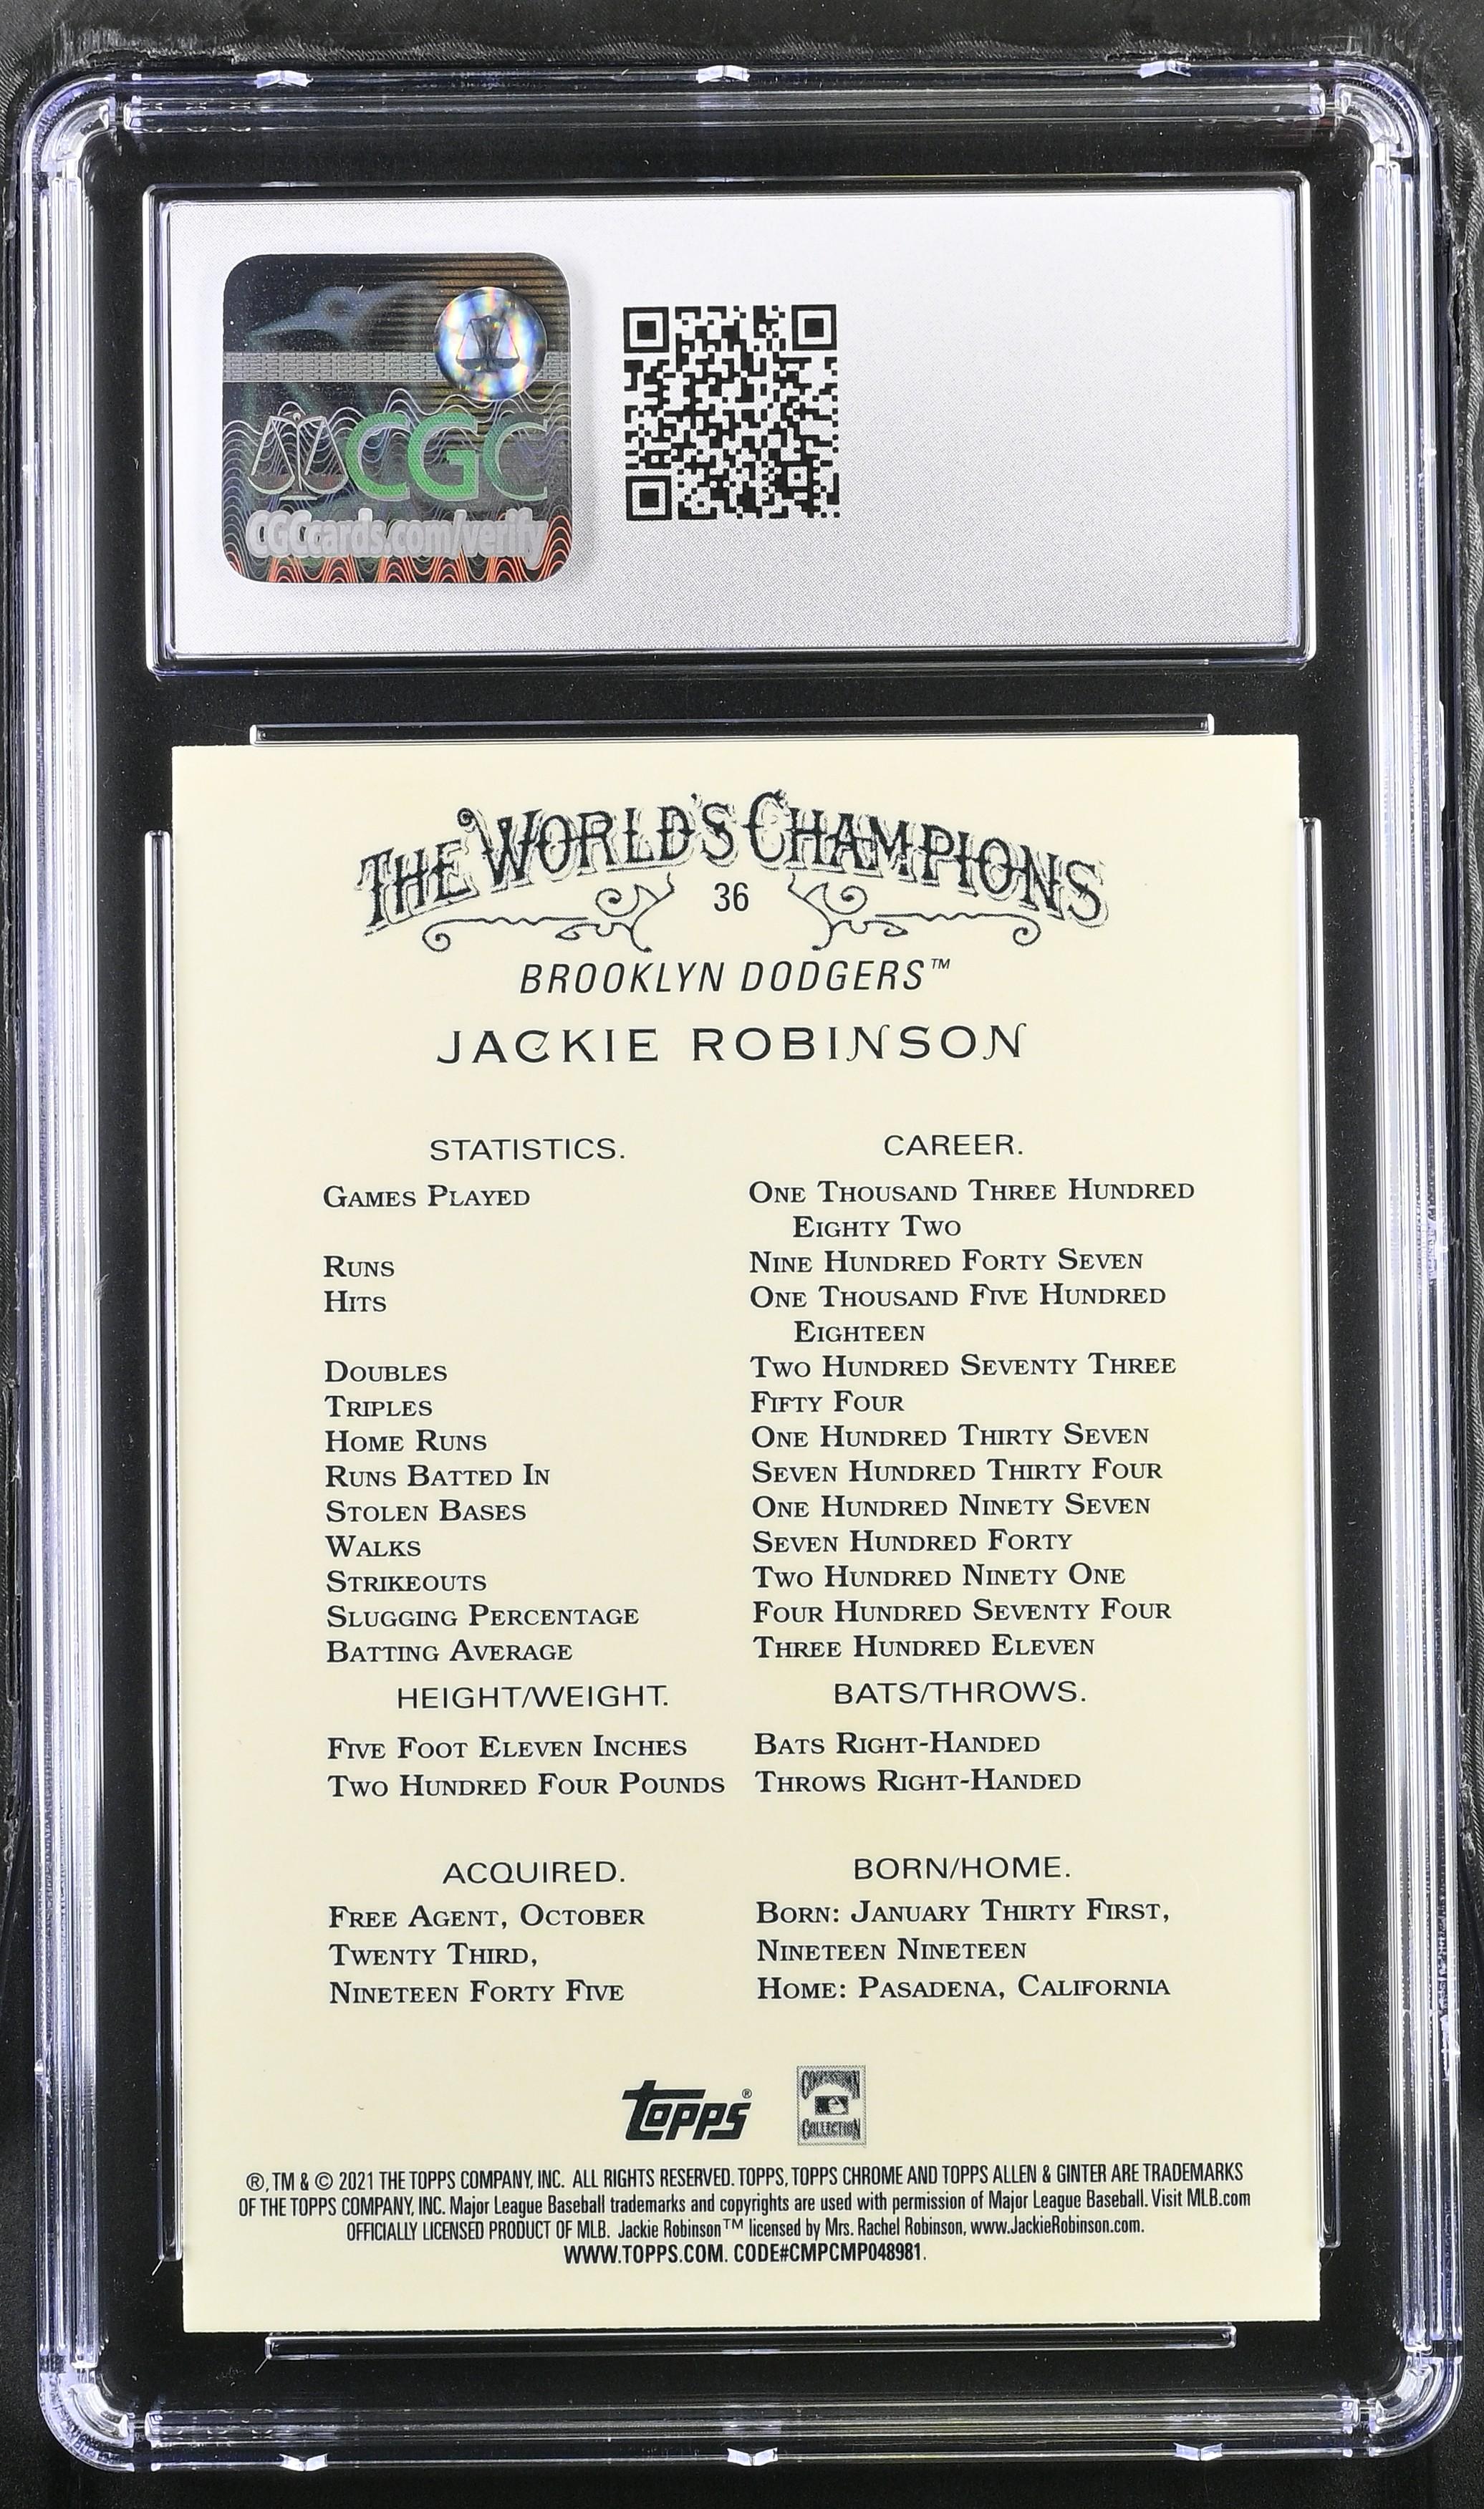 CGC
CGCcards.com/verify
THE WORLD'S CHAMPIONS
36
BROOKLYN DODGERS™
JACKIE ROBINSON
STATISTICS. CAREER.
GAMES PLAYED ONE THOUSAND THREE HUNDRED
EIGHTY TWO
RUNS NINE HUNDRED FORTY SEVEN
HITS ONE THOUSAND FIVE HUNDRED
EIGHTEEN
DOUBLES TWO HUNDRED SEVENTY THREE
TRIPLES FIFTY FOUR
HOME RUNS ONE HUNDRED THIRTY SEVEN
RUNS BATTED IN SEVEN HUNDRED THIRTY FOUR
STOLEN BASES ONE HUNDRED NINETY SEVEN
WALKS SEVEN HUNDRED FORTY
STRIKEOUTS TWO HUNDRED NINETY ONE
SLUGGING PERCENTAGE FOUR HUNDRED SEVENTY FOUR
BATTING AVERAGE THREE HUNDRED ELEVEN
HEIGHT/WEIGHT. BATS/THROWS.
FIVE FOOT ELEVEN INCHES BATS RIGHT-HANDED
TWO HUNDRED FOUR POUNDS THROWS RIGHT-HANDED
ACQUIRED. BORN/HOME.
FREE AGENT, OCTOBER BORN: JANUARY THIRTY FIRST,
TWENTY THIRD, NINETEEN NINETEEN
NINETEEN FORTY FIVE HOME: PASADENA, CALIFORNIA
TOPPS® COOPERSTOWN
COLLECTION
®, TM & © 2021 THE TOPPS COMPANY, INC. ALL RIGHTS RESERVED. TOPPS, TOPPS CHROME AND TOPPS ALLEN & GINTER ARE TRADEMARKS
OF THE TOPPS COMPANY, INC. Major League Baseball trademarks and copyrights are used with permission of Major League Baseball. Visit MLB.com
OFFICIALLY LICENSED PRODUCT OF MLB. Jackie Robinson™ licensed by Mrs. Rachel Robinson, www.JackieRobinson.com.
WWW.TOPPS.COM. CODE#CMPCMP048981.